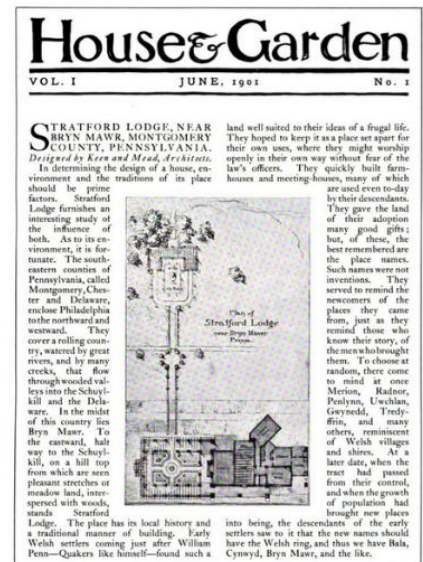 House & Garden
VOL. I JUNE, 1901 No. 1
STRATFORD LODGE, NEAR
BRYN MAWR, MONTGOMERY
COUNTY, PENNSYLVANIA.
Designed by Keen and Mead, Architects.
In determining the design of a house, en-
vironment and the traditions of its place
should be prime
factors. Stratford
Lodge furnishes an
interesting study of
the influence of
both. As to its en-
vironment, it is for-
tunate. The south-
eastern counties of
Pennsylvania, called
Montgomery, Ches-
ter and Delaware,
enclose Philadelphia
to the northward and
westward. They
cover a rolling coun-
try, watered by great
rivers, and by many
creeks, that flow
through wooded val-
leys into the Schuyl-
kill and the Dela-
ware. In the midst
of this country lies
Bryn Mawr. To
the eastward, half
way to the Schuyl-
kill, on a hill top
from which are seen
pleasant stretches of
meadow land, inter-
spersed with woods,
stands Stratford
Lodge. The place has its local history and
a traditional manner of building. Early
Welsh settlers coming just after William
Penn—Quakers like himself—found such a
Plan of
Stratford Lodge
near Bryn Mawr
Penna.
land well suited to their ideas of a frugal life.
They hoped to keep it as a place set apart for
their own uses, where they might worship
openly in their own way without fear of the
law's officers. They quickly built farm-
houses and meeting-houses, many of which
are used even to-day
by their descendants.
They gave the land
of their adoption
many good gifts;
but, of these, the
best remembered are
the place names.
Such names were not
inventions. They
served to remind the
newcomers of the
places they came
from, just as they
remind those who
know their story, of
the men who brought
them. To choose at
random, there come
to mind at once
Merion, Radnor,
Penlynn, Uwchlan,
Gwynedd, Tredy-
ffrin, and many
others, reminiscent
of Welsh villages
and shires. At a
later date, when the
tract had passed
from their control,
and when the growth
of population had
brought new places
into being, the descendants of the early
settlers saw to it that the new names should
have the Welsh ring, and thus we have Bala,
Cynwyd, Bryn Mawr, and the like.